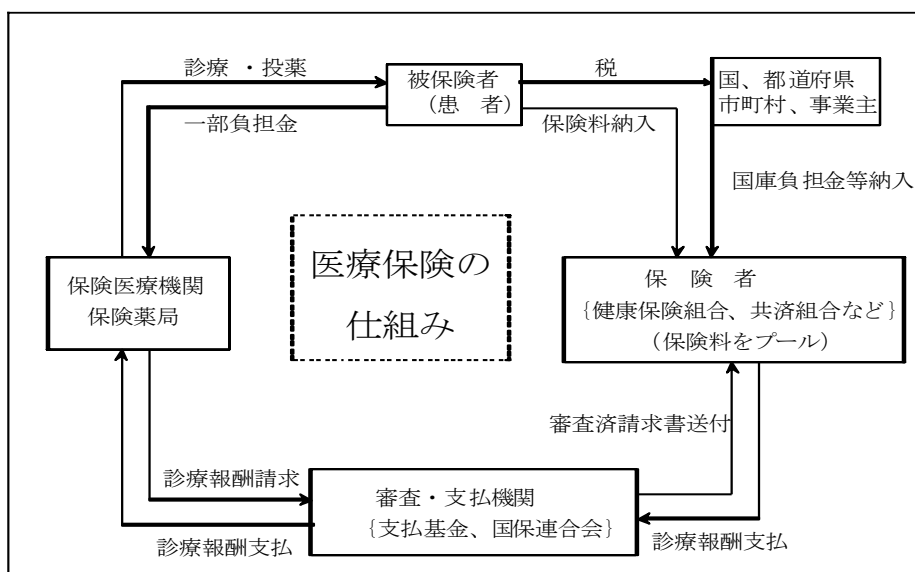 診療 ・投薬
被保険者
（患 者）
税
国、都道府県
市町村、事業主
一部負担金
保険料納入
国庫負担金等納入
医療保険の
仕組み
保険医療機関
保険薬局
保 険 者
{健康保険組合、共済組合など}
（保険料をプール）
審査済請求書送付
診療報酬請求
審査・支払機関
{支払基金、国保連合会}
診療報酬支払
診療報酬支払